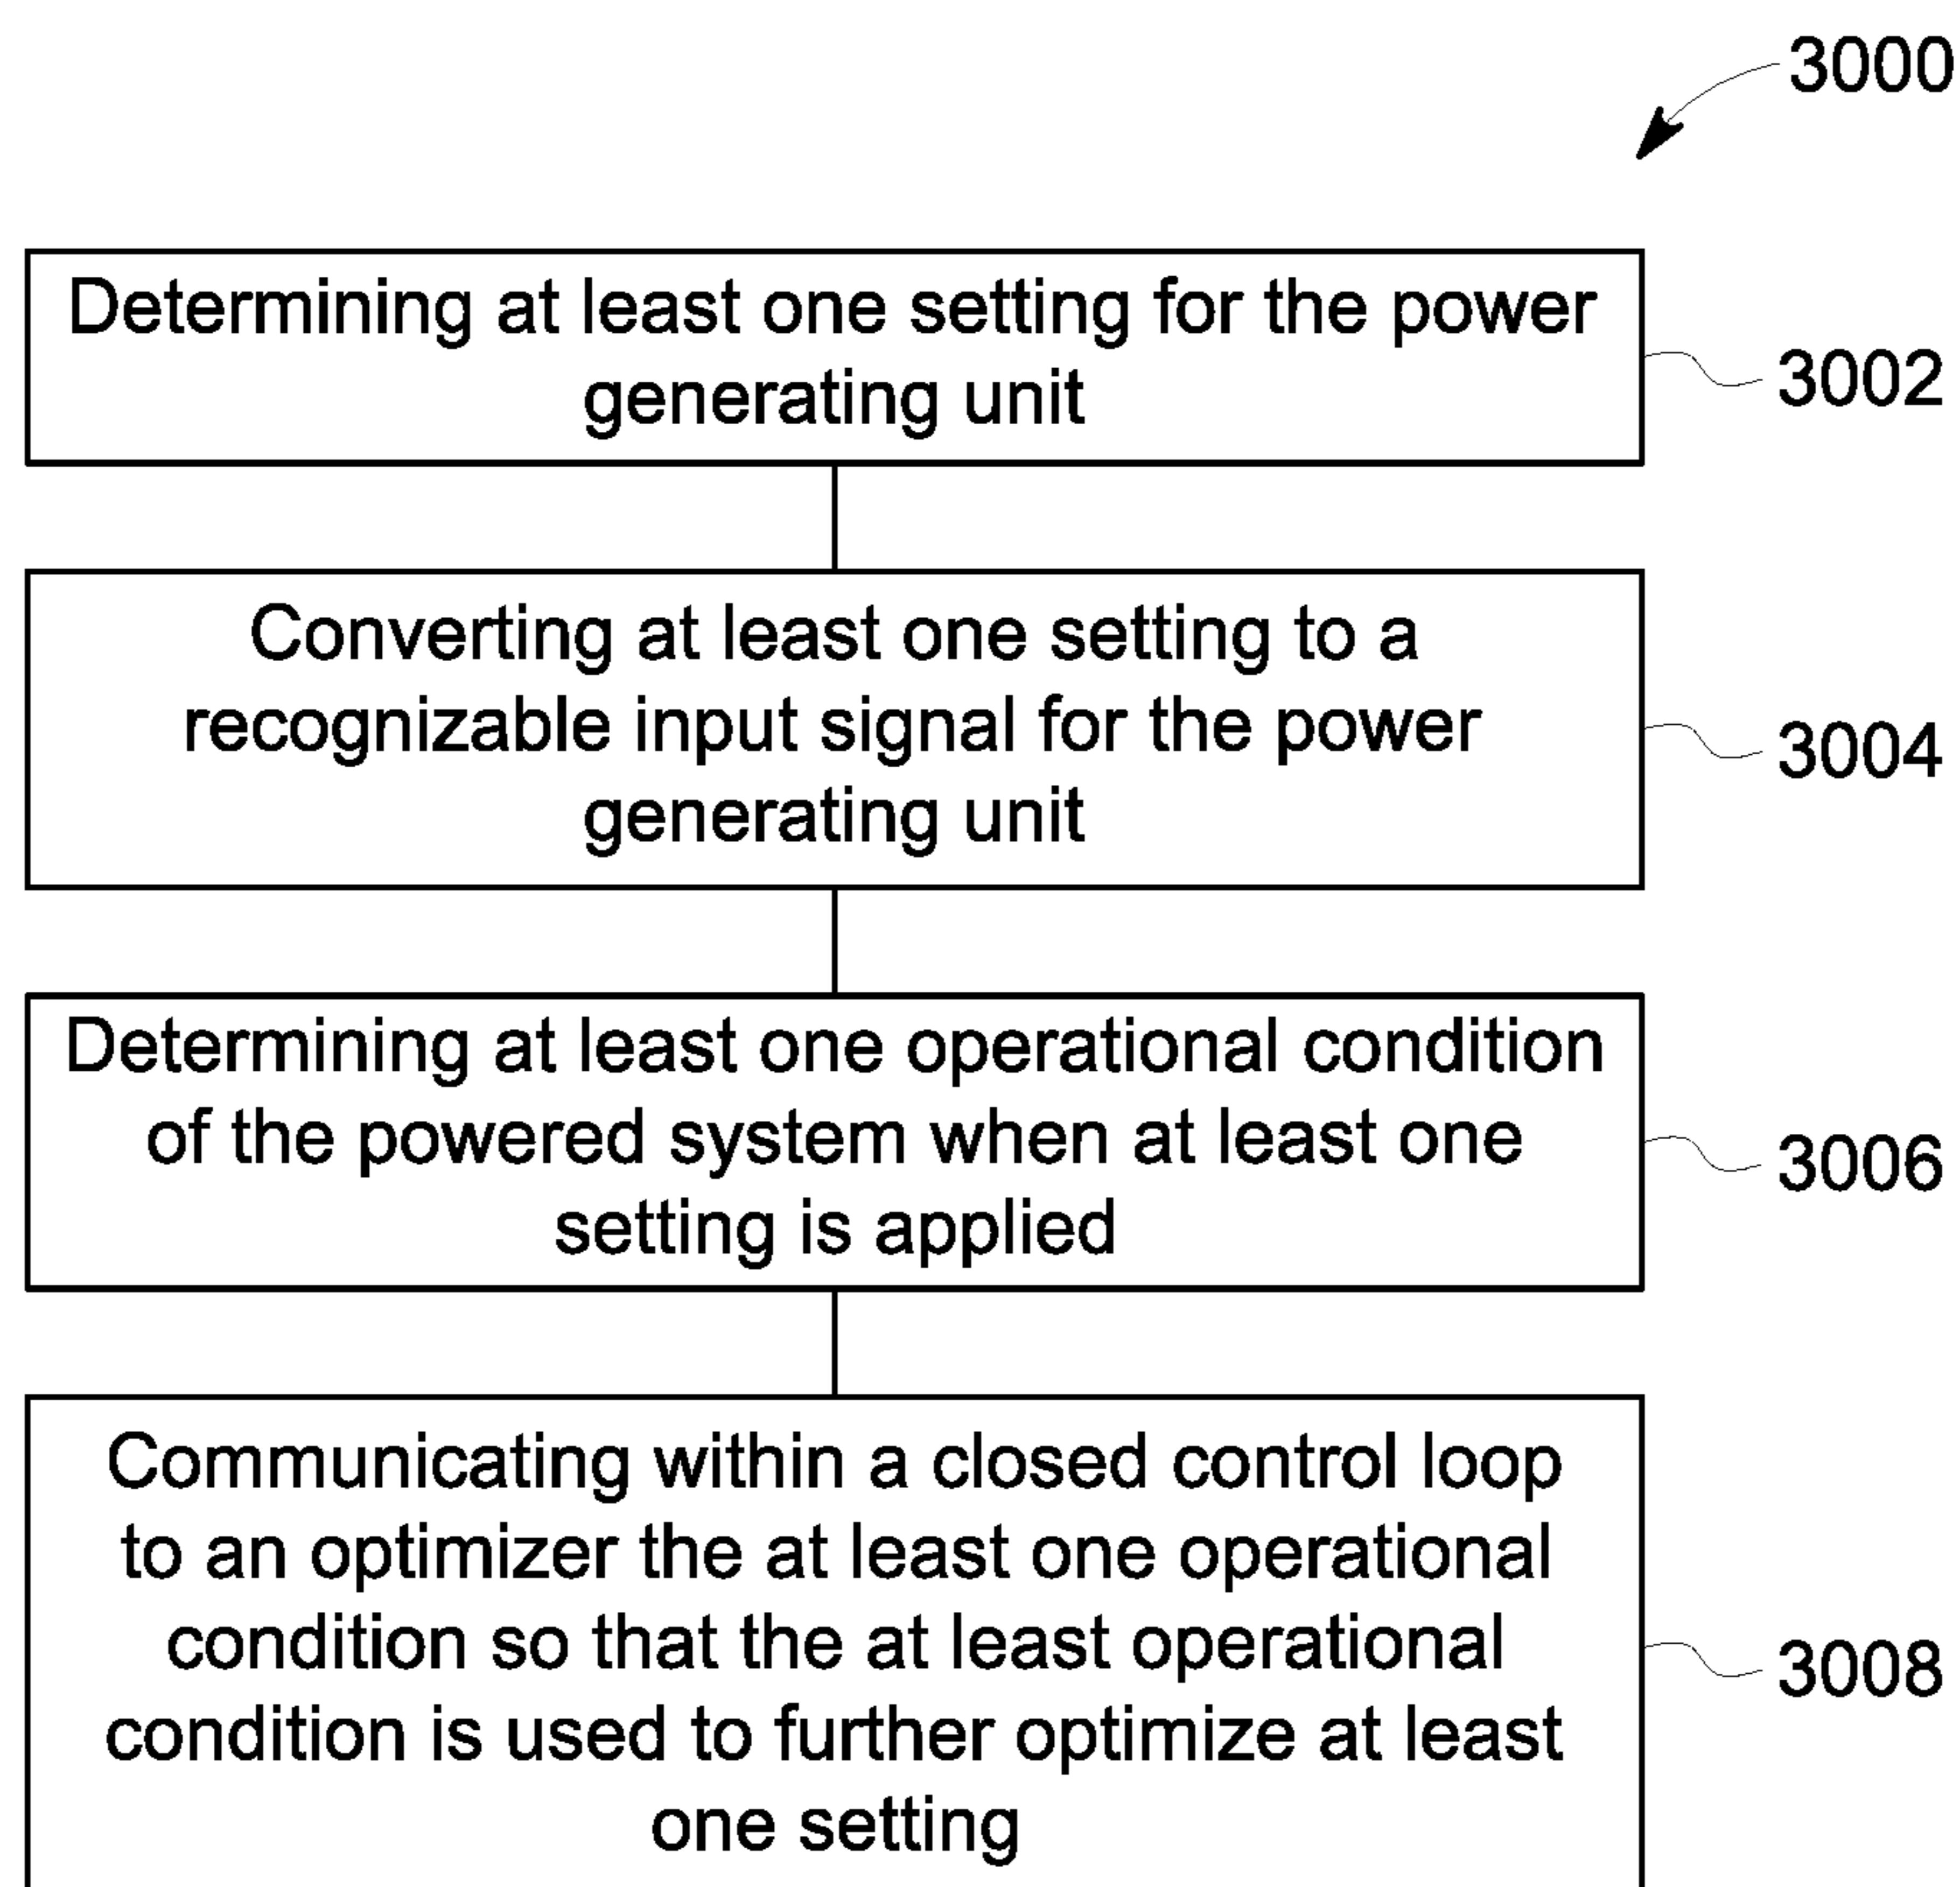 3000
Determining at least one setting for the power
generating unit
3002
Converting at least one setting to a
recognizable input signal for the power
generating unit
3004
Determining at least one operational condition
of the powered system when at least one
setting is applied
3006
Communicating within a closed control loop
to an optimizer the at least one operational
condition so that the at least operational
condition is used to further optimize at least
one setting
3008